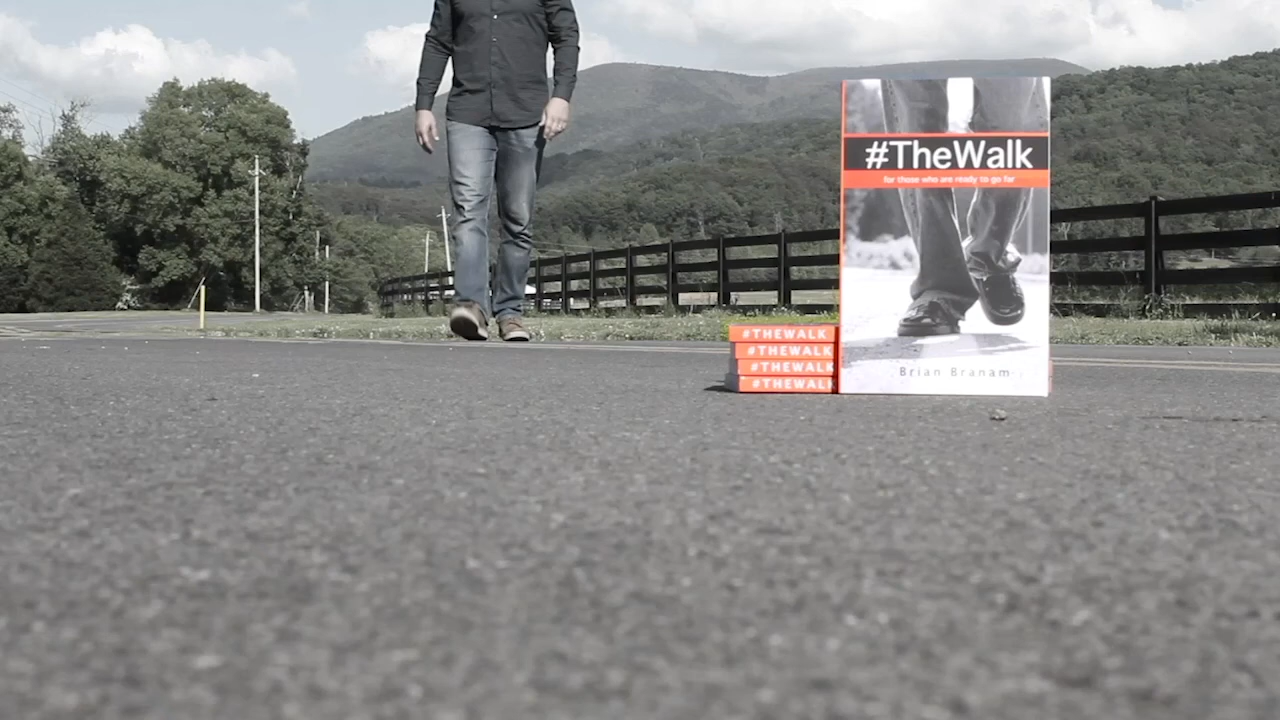 #TheWalk
for those who are ready to go far
Brian Branam
#THEWALK
#THEWALK
#THEWALK
#THEWALK